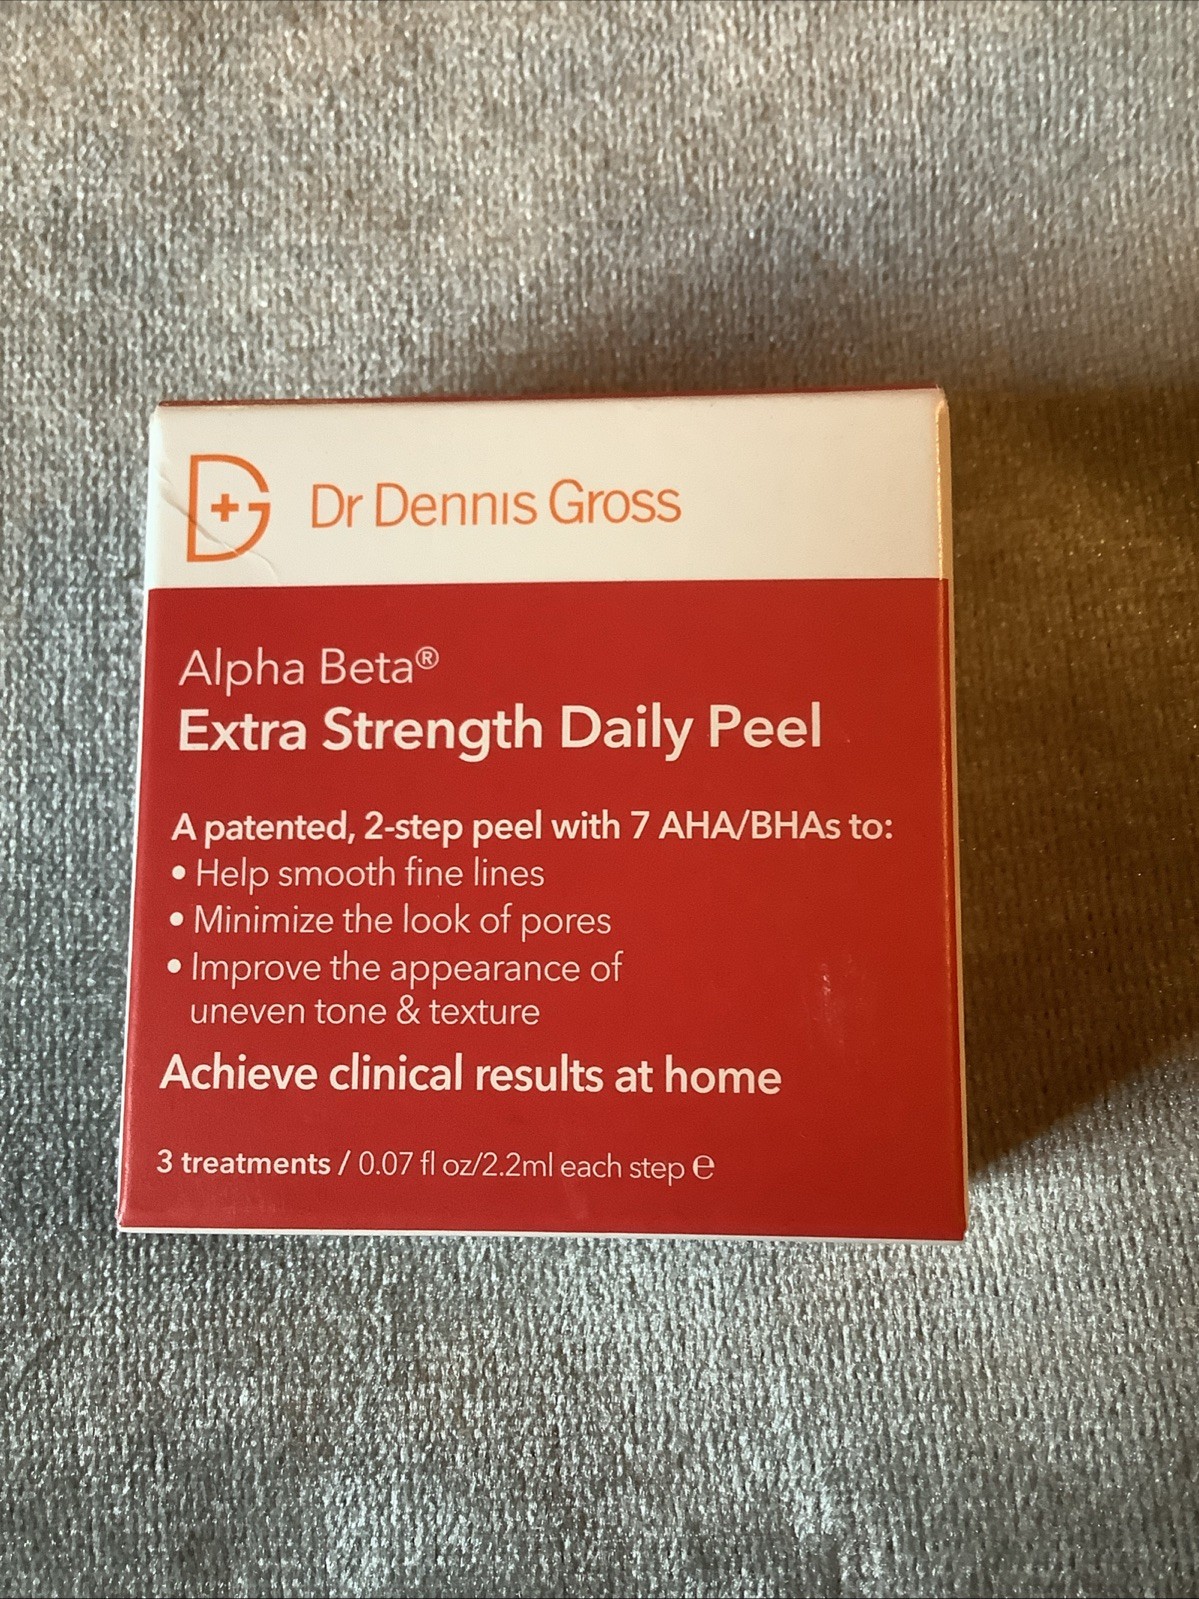 Dr Dennis Gross
Alpha Beta®
Extra Strength Daily Peel
A patented, 2-step peel with 7 AHA/BHAs to:
• Help smooth fine lines
• Minimize the look of pores
• Improve the appearance of
uneven tone & texture
Achieve clinical results at home
3 treatments / 0.07 fl oz/2.2ml each step ℮